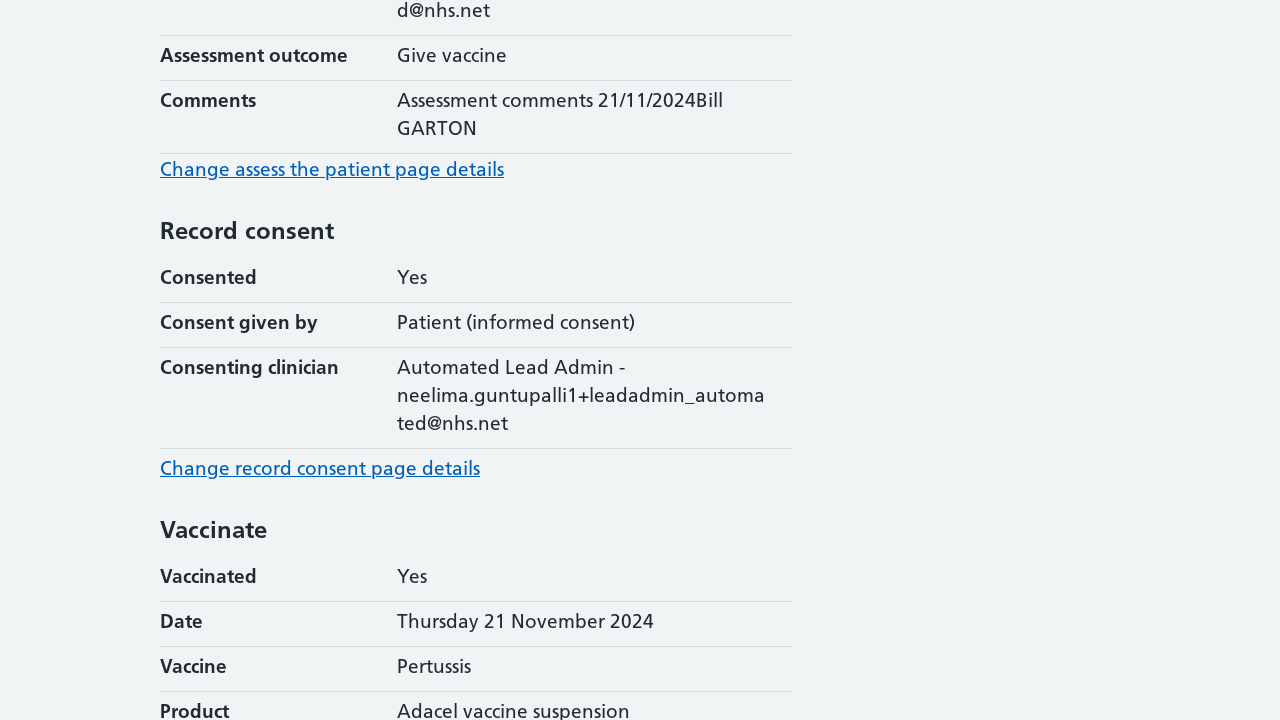 d@nhs.net
Assessment outcome Give vaccine
Comments Assessment comments 21/11/2024Bill
GARTON
Change assess the patient page details
Record consent
Consented Yes
Consent given by Patient (informed consent)
Consenting clinician Automated Lead Admin -
neelima.guntupalli1+leadadmin_automa
ted@nhs.net
Change record consent page details
Vaccinate
Vaccinated Yes
Date Thursday 21 November 2024
Vaccine Pertussis
Product Adacel vaccine suspension